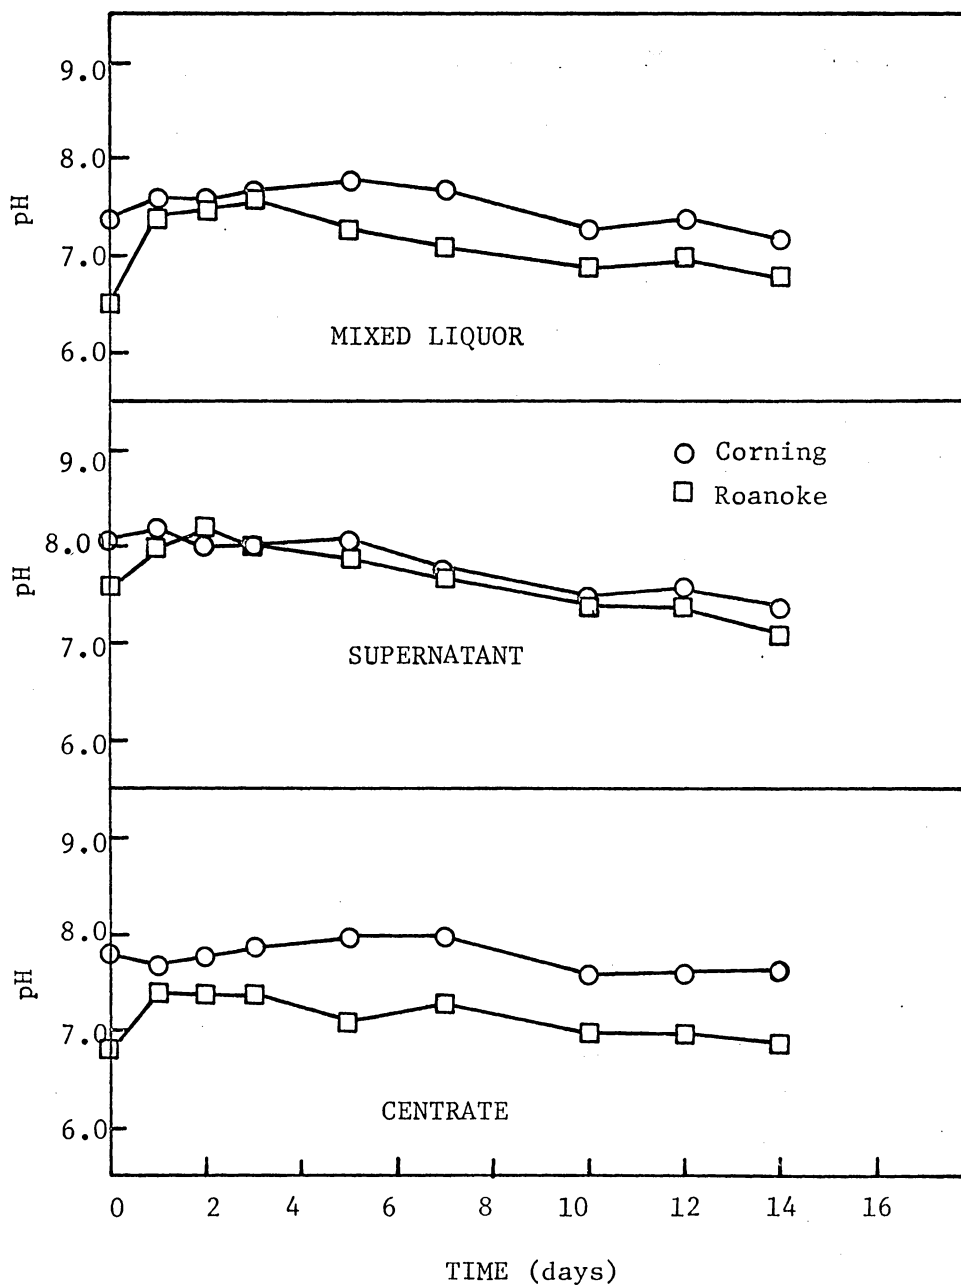 9.0
8.0
7.0
6.0
pH
MIXED LIQUOR
9.0
8.0
7.0
6.0
pH
Corning
Roanoke
SUPERNATANT
9.0
8.0
7.0
6.0
pH
CENTRATE
0 2 4 6 8 10 12 14 16
TIME (days)